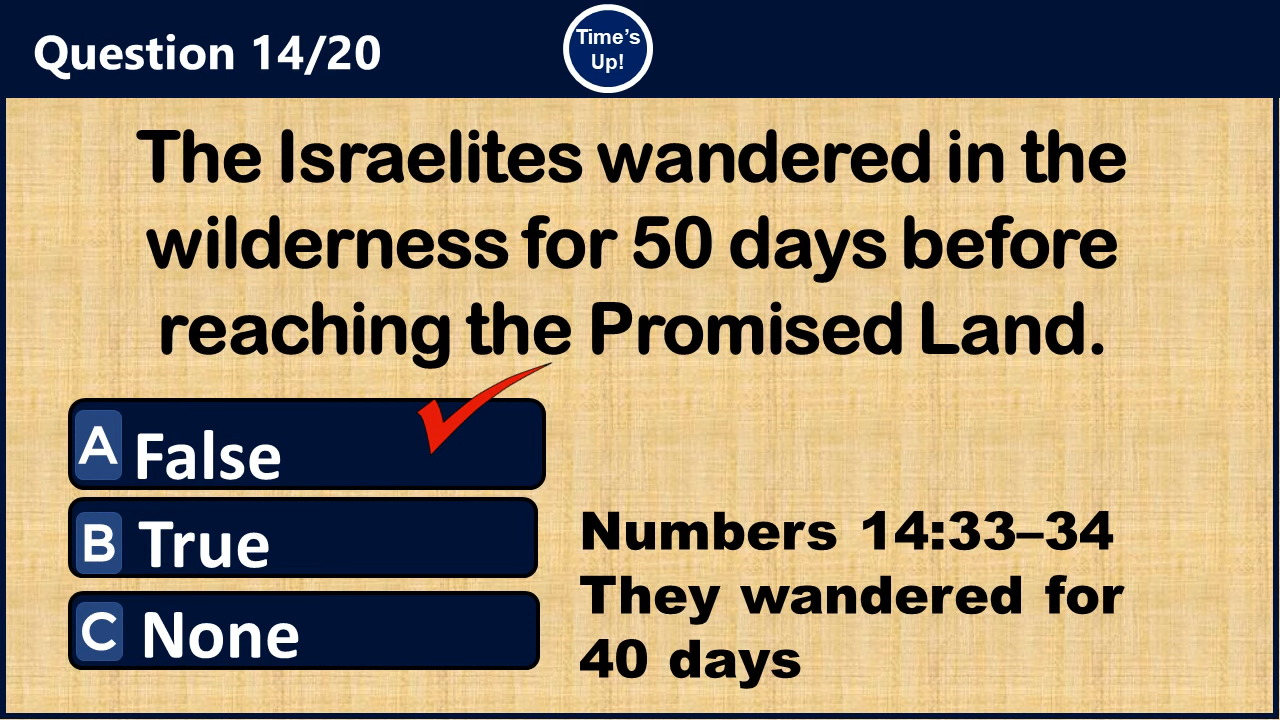 Question 14/20
Time’s
Up!
The Israelites wandered in the
wilderness for 50 days before
reaching the Promised Land.
A False
B True
C None
Numbers 14:33–34
They wandered for
40 days